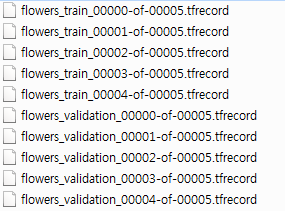 flowers_train_00000-of-00005.tfrecord
flowers_train_00001-of-00005.tfrecord
flowers_train_00002-of-00005.tfrecord
flowers_train_00003-of-00005.tfrecord
flowers_train_00004-of-00005.tfrecord
flowers_validation_00000-of-00005.tfrecord
flowers_validation_00001-of-00005.tfrecord
flowers_validation_00002-of-00005.tfrecord
flowers_validation_00003-of-00005.tfrecord
flowers_validation_00004-of-00005.tfrecord